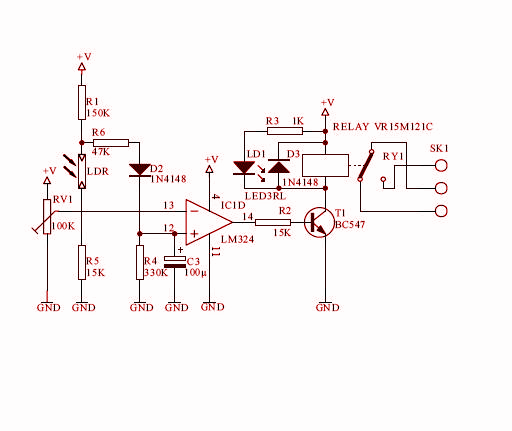 +V
R1
150K
R6
47K
LDR
+V
RV1
100K
R5
15K
D2
1N4148
R4
330K
+
C3
100µ
+V
4
13
−
12
+
14
IC1D
LM324
11
R2
15K
R3 1K
+V
RELAY VR15M121C
LD1
D3
LED3RL
1N4148
T1
BC547
RY1
SK1
GND
GND
GND
GND
GND
GND